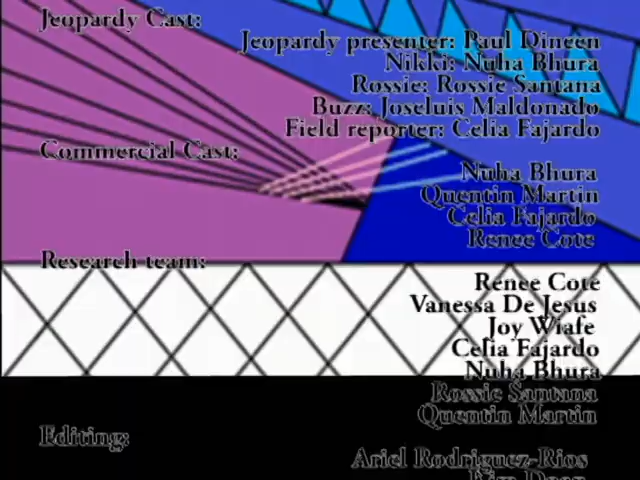 Jeopardy Cast:
Jeopardy presenter: Paul Dineen
Nikki: Nuha Bhura
Rossie: Rossie Santana
Buzz: Joseluis Maldonado
Field reporter: Celia Fajardo
Commercial Cast:
Nuha Bhura
Quentin Martin
Celia Fajardo
Renee Cote
Research team:
Renee Cote
Vanessa De Jesus
Joy Wiafe
Celia Fajardo
Nuha Bhura
Rossie Santana
Quentin Martin
Editing:
Ariel Rodriguez-Rios